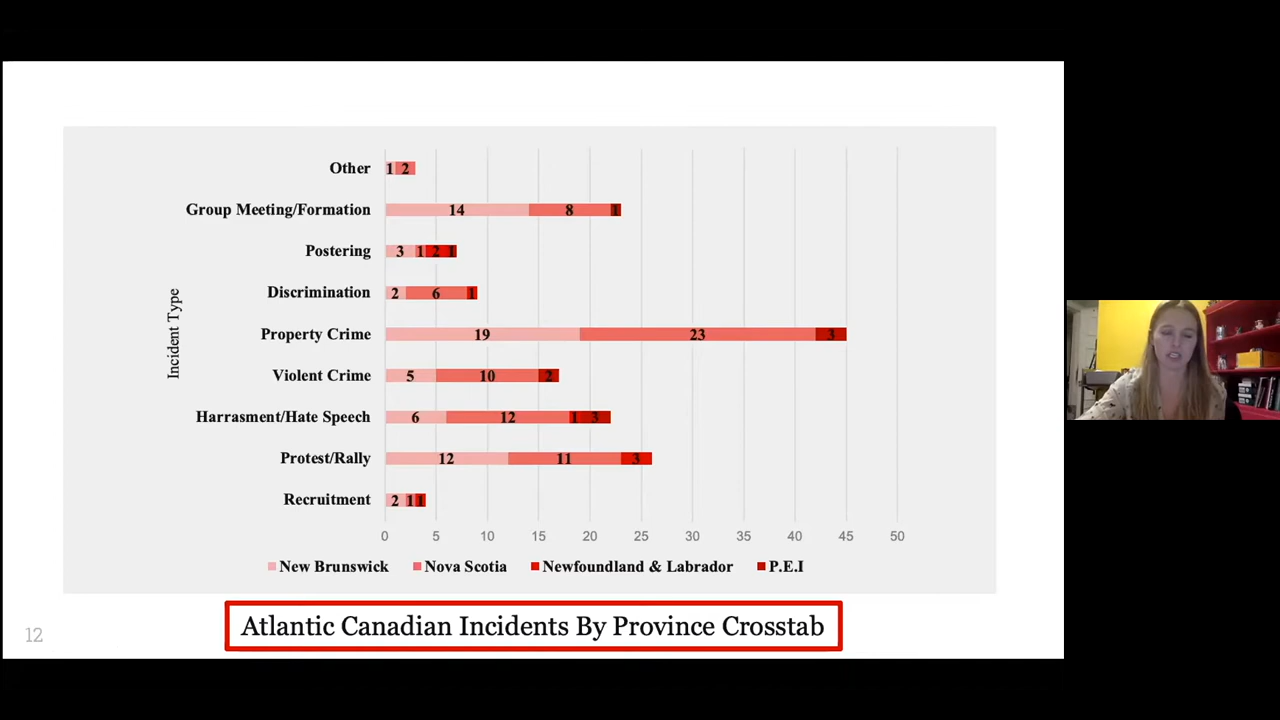 Other 1 2
Group Meeting/Formation 14 8 1
Postering 3 1 2 1
Discrimination 2 6 1
Property Crime 19 23 3
Violent Crime 5 10 2
Harrasment/Hate Speech 6 12 1 3
Protest/Rally 12 11 3
Recruitment 2 1 1
Incident Type
0 5 10 15 20 25 30 35 40 45 50
New Brunswick Nova Scotia Newfoundland & Labrador P.E.I
Atlantic Canadian Incidents By Province Crosstab
12